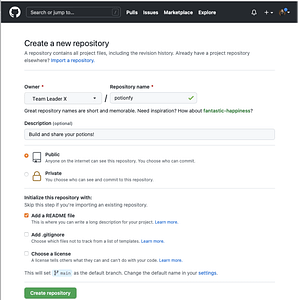 Search or jump to... /
Pulls Issues Marketplace Explore
Create a new repository
A repository contains all project files, including the revision history. Already have a project repository
elsewhere? Import a repository.
Owner * Repository name *
Team Leader X / potionfy
Great repository names are short and memorable. Need inspiration? How about fantastic-happiness?
Description (optional)
Build and share your potions!
Public
Anyone on the internet can see this repository. You choose who can commit.
Private
You choose who can see and commit to this repository.
Initialize this repository with:
Skip this step if you're importing an existing repository.
Add a README file
This is where you can write a long description for your project. Learn more.
Add .gitignore
Choose which files not to track from a list of templates. Learn more.
Choose a license
A license tells others what they can and can't do with your code. Learn more.
This will set main as the default branch. Change the default name in your settings.
Create repository